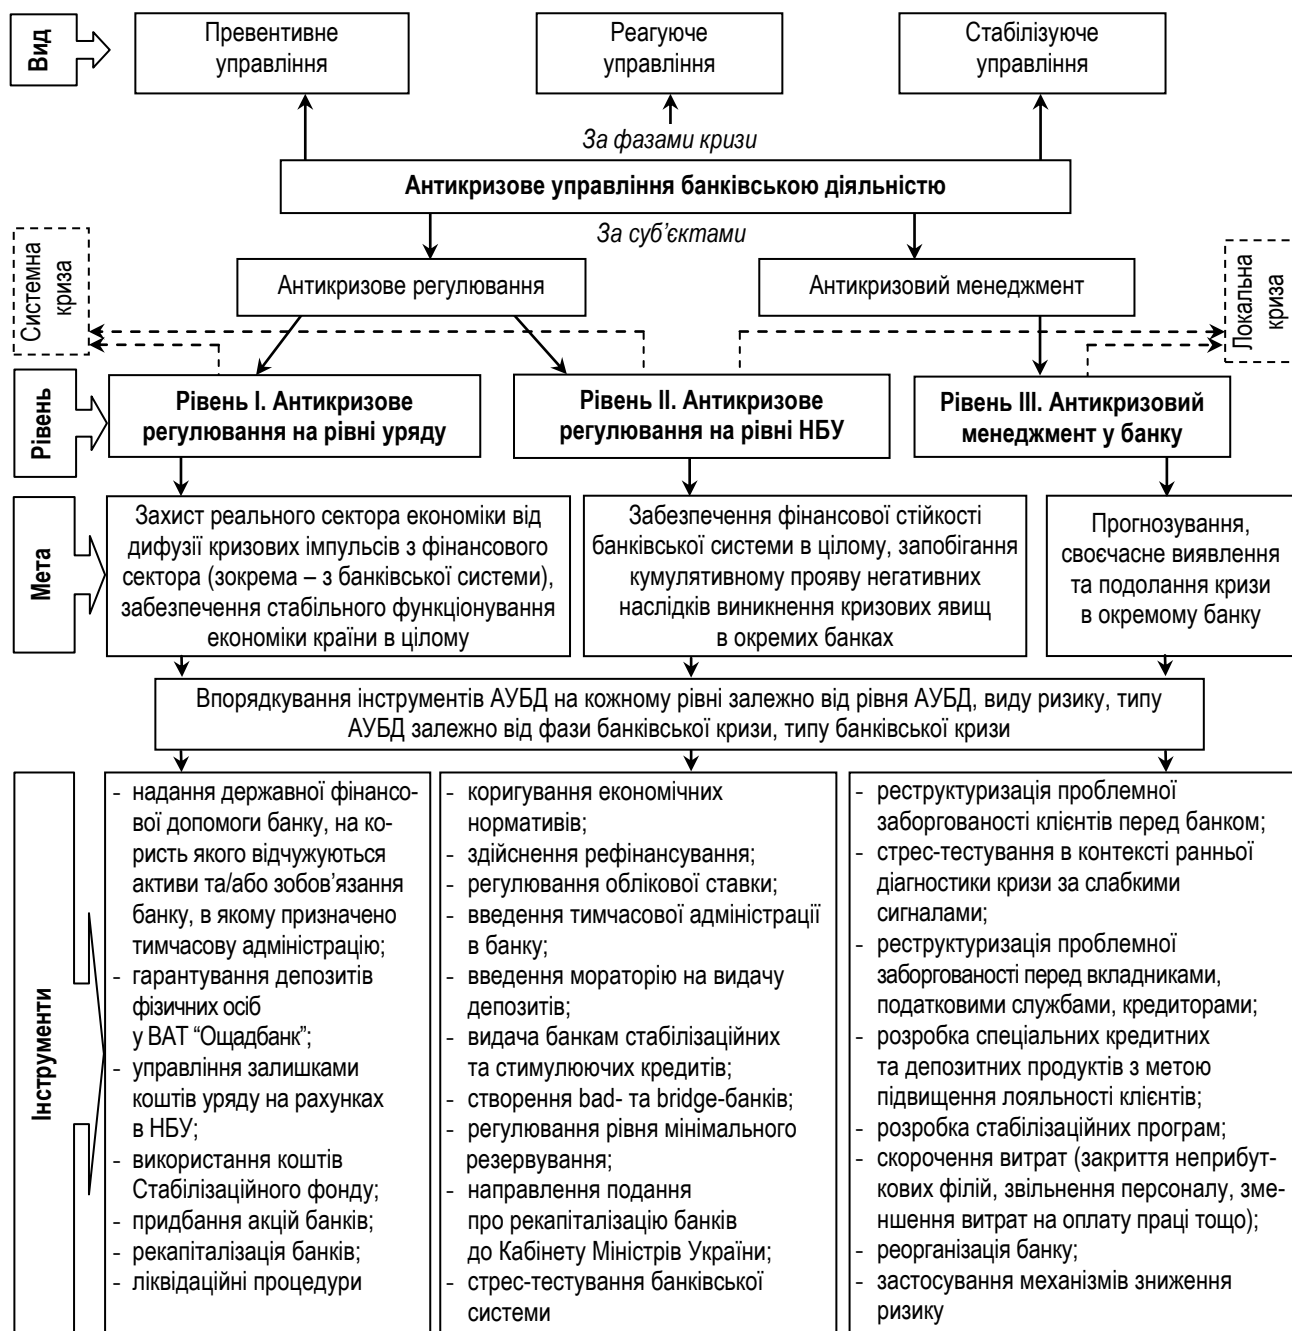 Вид
Превентивне
управління
Реагуюче
управління
Стабілізуюче
управління
За фазами кризи
Антикризове управління банківською діяльністю
За суб’єктами
Системна
криза
Локальна
криза
Антикризове регулювання
Антикризовий менеджмент
Рівень
Рівень І. Антикризове
регулювання на рівні уряду
Рівень ІІ. Антикризове
регулювання на рівні НБУ
Рівень ІІІ. Антикризовий
менеджмент у банку
Мета
Захист реального сектора економіки від
дифузії кризових імпульсів з фінансового
сектора (зокрема – з банківської системи),
забезпечення стабільного функціонування
економіки країни в цілому
Забезпечення фінансової стійкості
банківської системи в цілому, запобігання
кумулятивному прояву негативних
наслідків виникнення кризових явищ
в окремих банках
Прогнозування,
своєчасне виявлення
та подолання кризи
в окремому банку
Впорядкування інструментів АУБД на кожному рівні залежно від рівня АУБД, виду ризику, типу
АУБД залежно від фази банківської кризи, типу банківської кризи
Інструменти
- надання державної фінансо-
вої допомоги банку, на ко-
ристь якого відчужуються
активи та/або зобов’язання
банку, в якому призначено
тимчасову адміністрацію;
- гарантування депозитів
фізичних осіб
у ВАТ “Ощадбанк”;
- управління залишками
коштів уряду на рахунках
в НБУ;
- використання коштів
Стабілізаційного фонду;
- придбання акцій банків;
- рекапіталізація банків;
- ліквідаційні процедури
- коригування економічних
нормативів;
- здійснення рефінансування;
- регулювання облікової ставки;
- введення тимчасової адміністрації
в банку;
- введення мораторію на видачу
депозитів;
- видача банкам стабілізаційних
та стимулюючих кредитів;
- створення bad- та bridge-банків;
- регулювання рівня мінімального
резервування;
- направлення подання
про рекапіталізацію банків
до Кабінету Міністрів України;
- стрес-тестування банківської
системи
- реструктуризація проблемної
заборгованості клієнтів перед банком;
- стрес-тестування в контексті ранньої
діагностики кризи за слабкими
сигналами;
- реструктуризація проблемної
заборгованості перед вкладниками,
податковими службами, кредиторами;
- розробка спеціальних кредитних
та депозитних продуктів з метою
підвищення лояльності клієнтів;
- розробка стабілізаційних програм;
- скорочення витрат (закриття неприбут-
кових філій, звільнення персоналу, зме-
ншення витрат на оплату праці тощо);
- реорганізація банку;
- застосування механізмів зниження
ризику